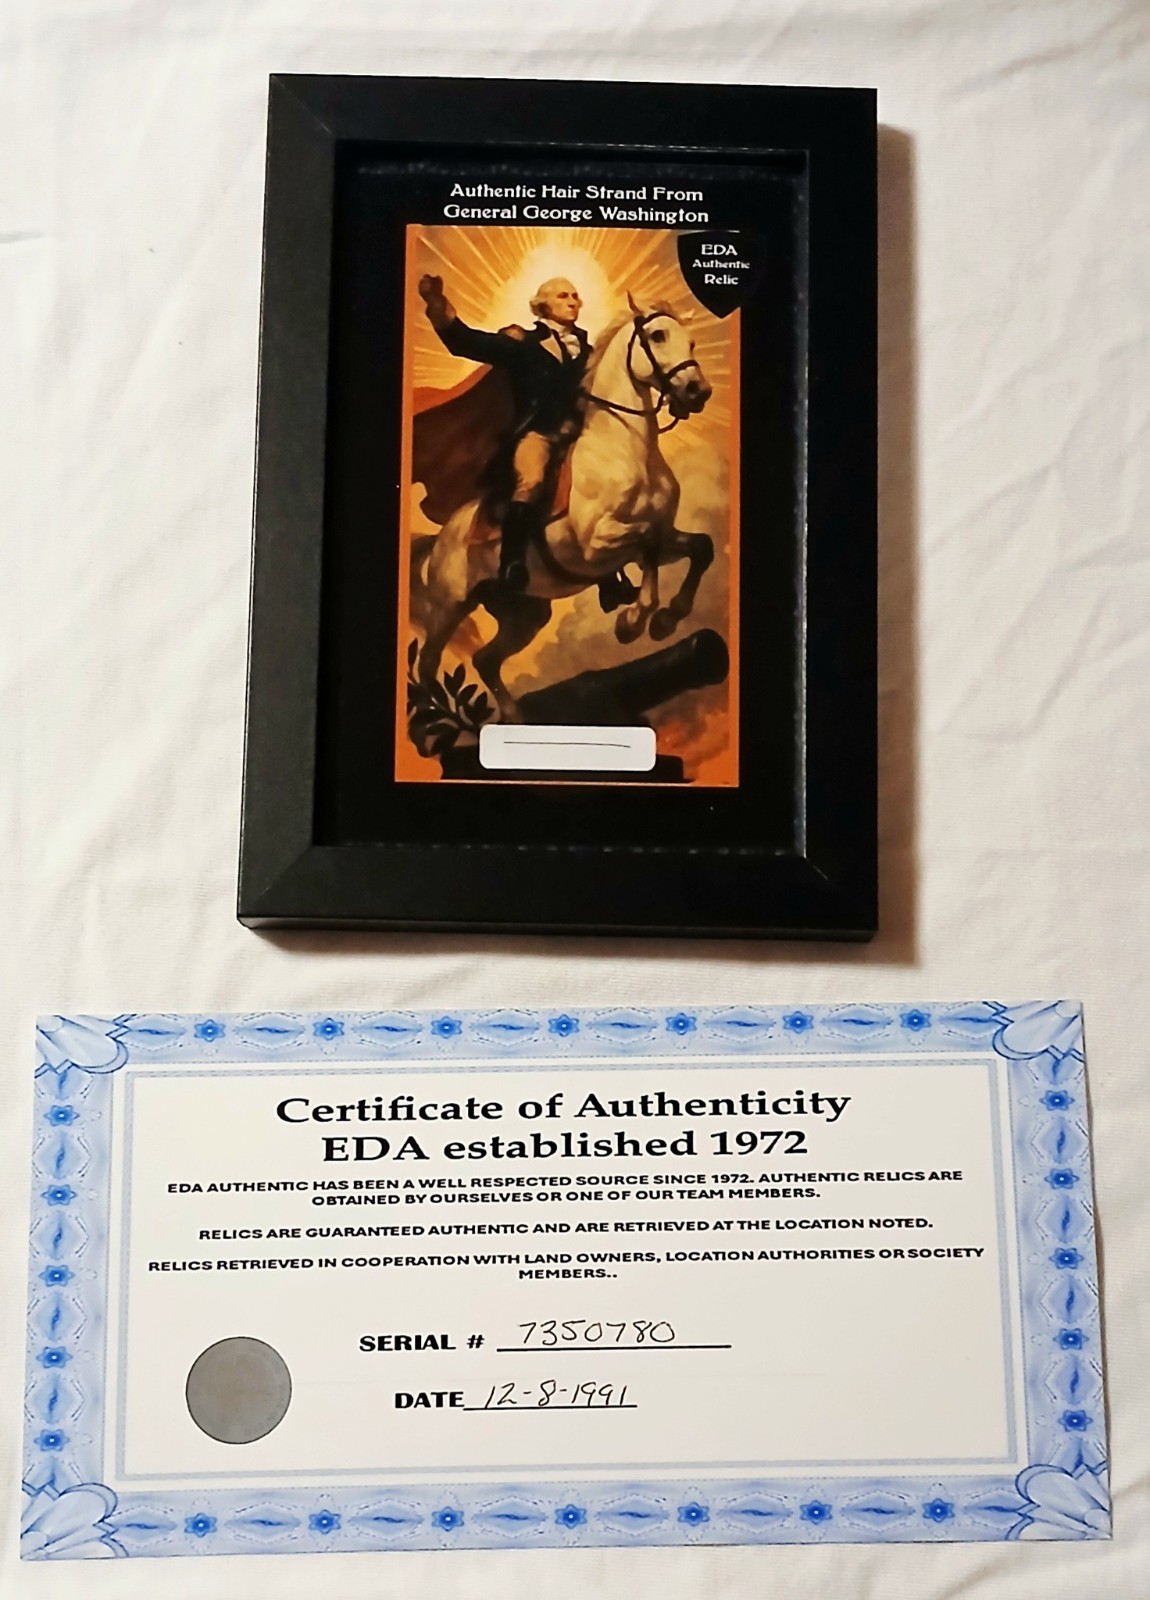 Authentic Hair Strand From
General George Washington
EDA
Authentic
Relic
Certificate of Authenticity
EDA established 1972
EDA AUTHENTIC HAS BEEN A WELL RESPECTED SOURCE SINCE 1972. AUTHENTIC RELICS ARE
OBTAINED BY OURSELVES OR ONE OF OUR TEAM MEMBERS.
RELICS ARE GUARANTEED AUTHENTIC AND ARE RETRIEVED AT THE LOCATION NOTED.
RELICS RETRIEVED IN COOPERATION WITH LAND OWNERS, LOCATION AUTHORITIES OR SOCIETY
MEMBERS..
SERIAL # 7350780
DATE 12-8-1991